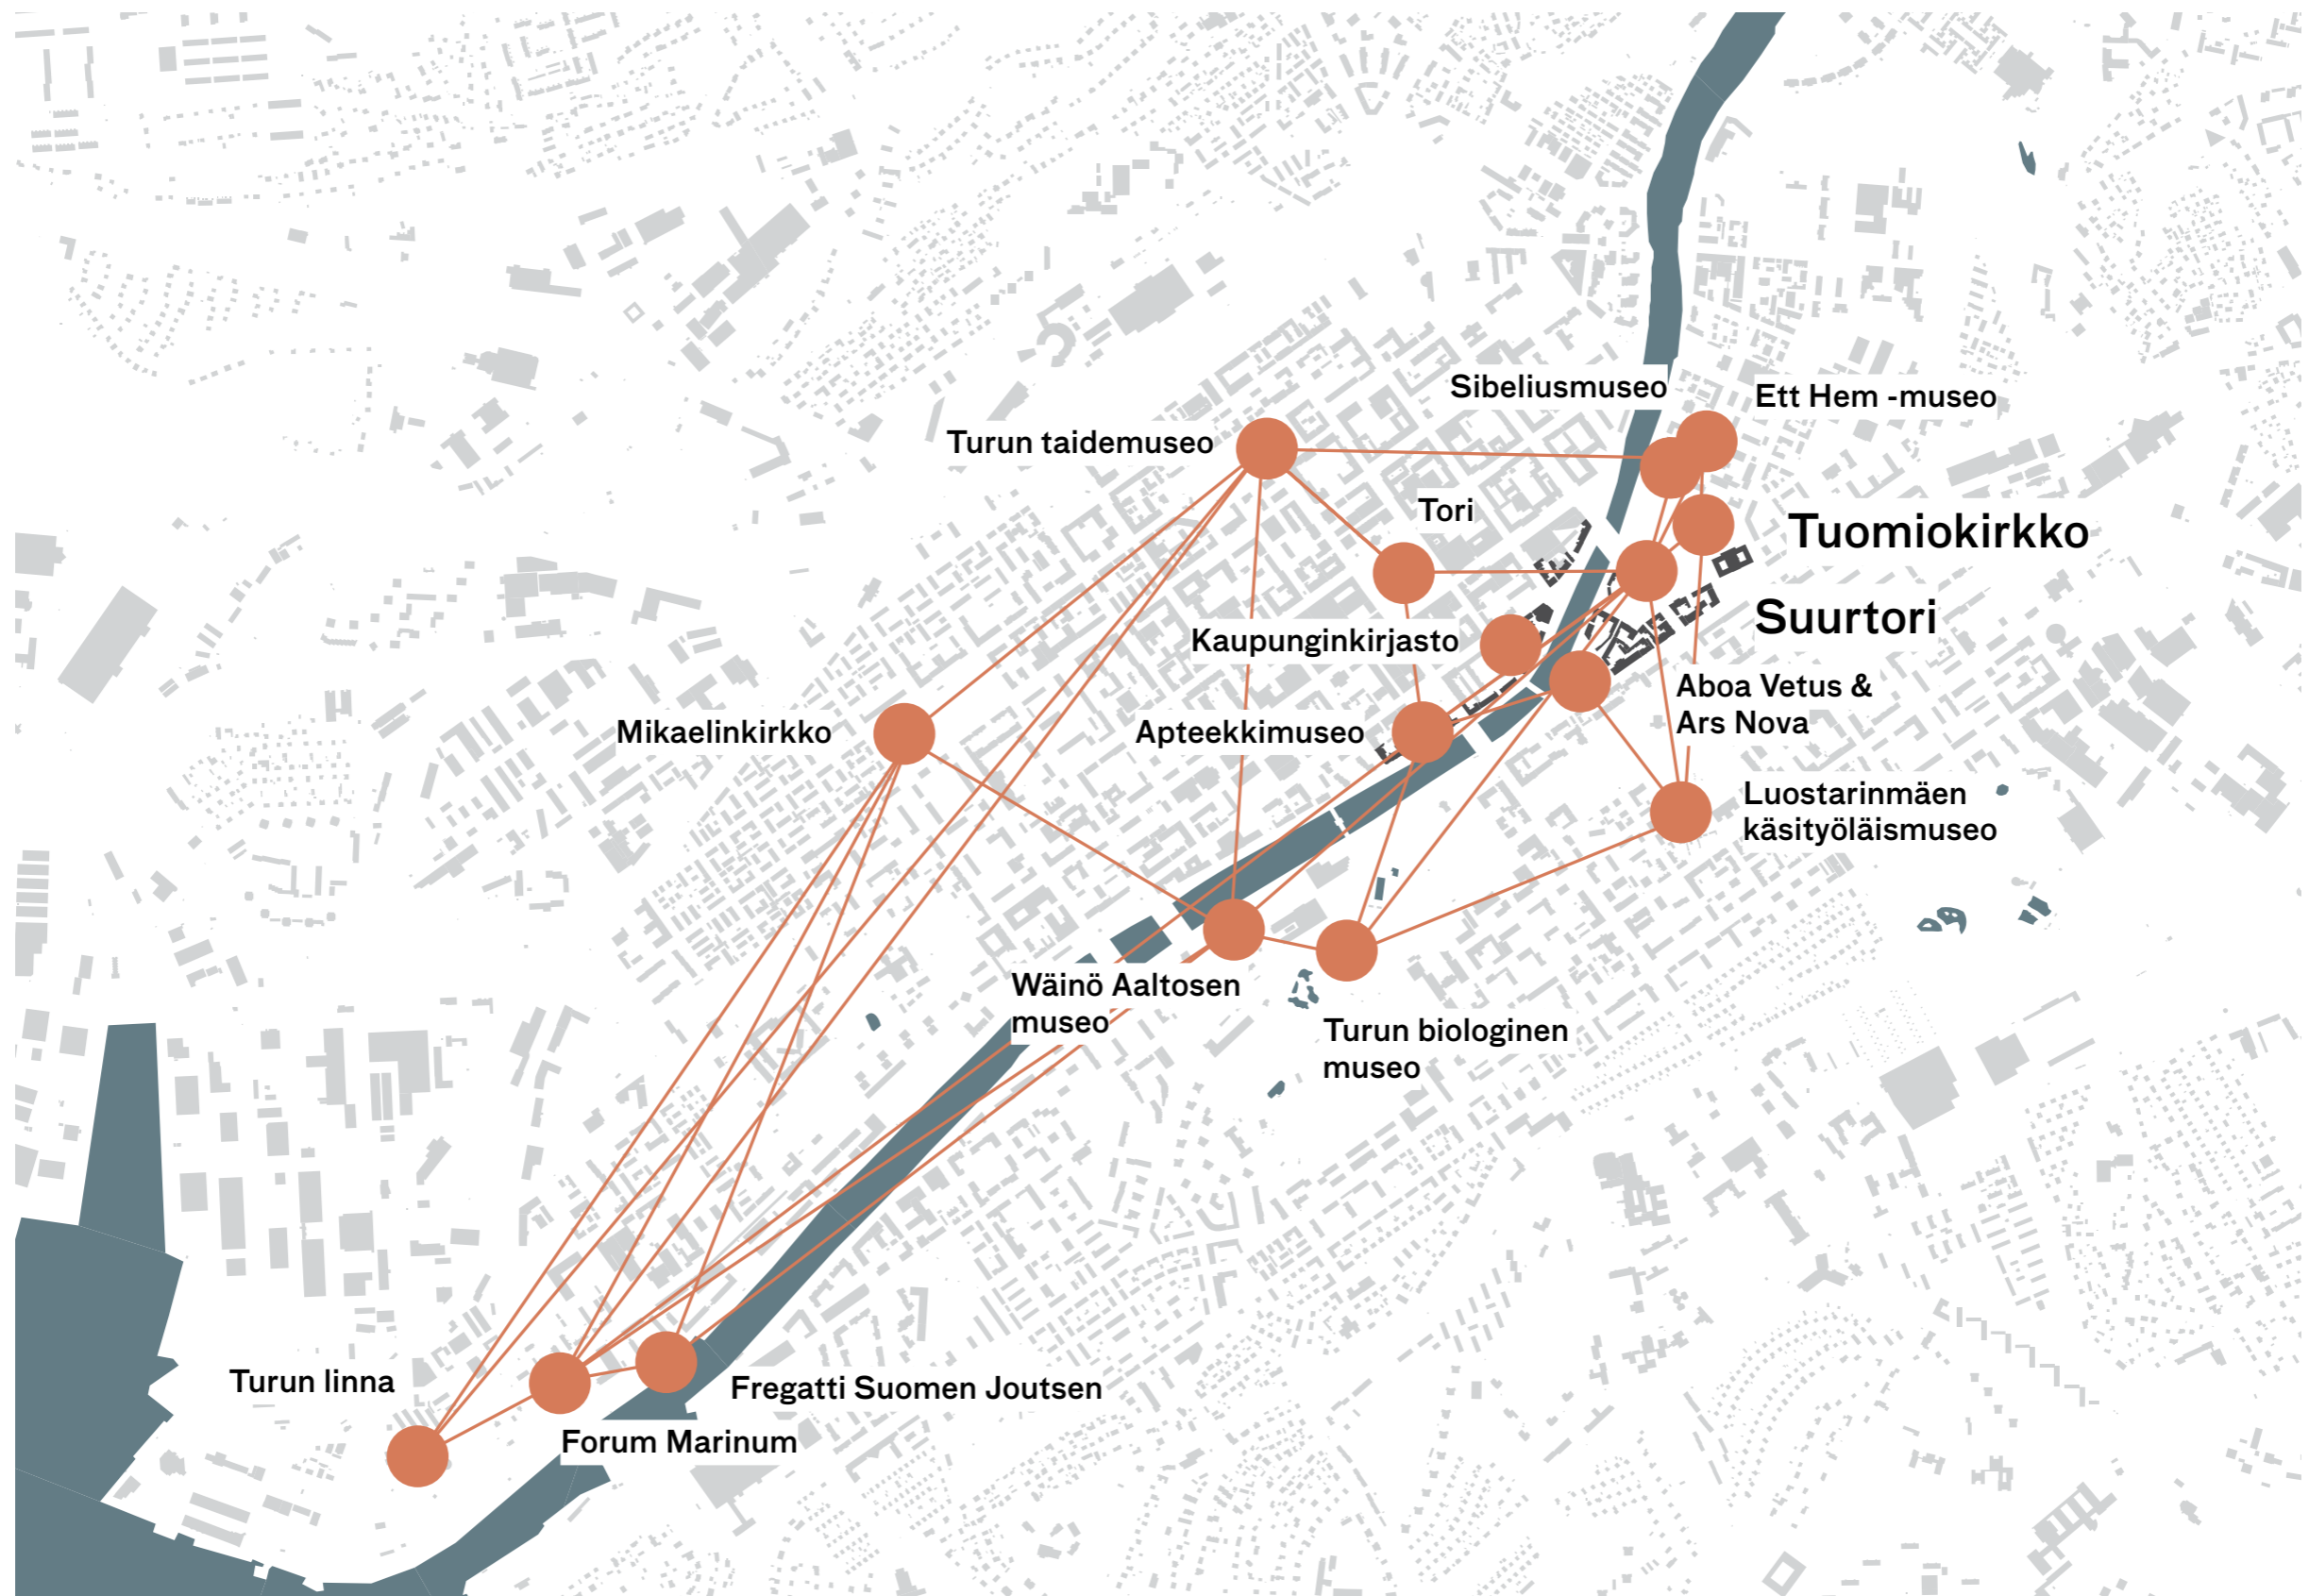 Sibeliusmuseo
Ett Hem -museo
Turun taidemuseo
Tori
Tuomiokirkko
Suurtori
Kaupunginkirjasto
Aboa Vetus &
Ars Nova
Mikaelinkirkko
Apteekkimuseo
Luostarinmäen
käsityöläismuseo
Wäinö Aaltosen
museo
Turun biologinen
museo
Turun linna
Fregatti Suomen Joutsen
Forum Marinum